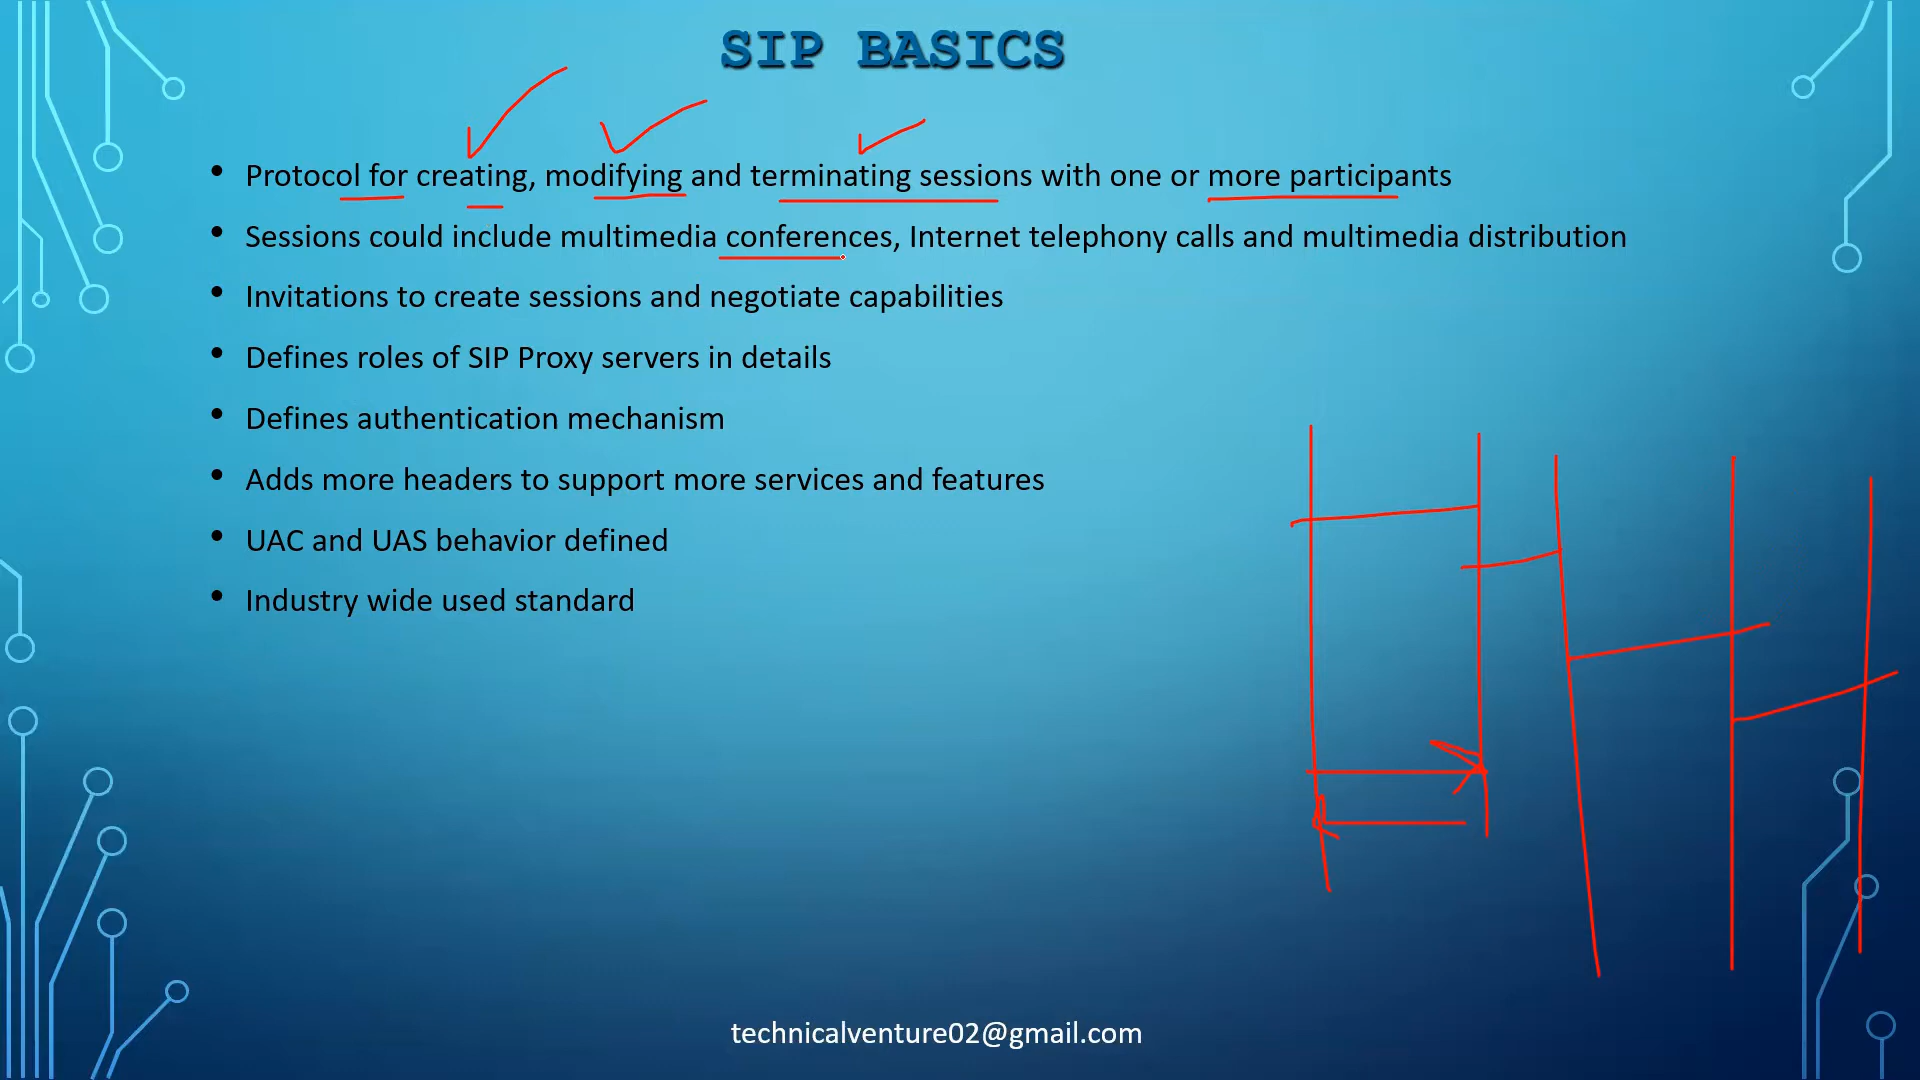 SIP BASICS
• Protocol for creating, modifying and terminating sessions with one or more participants
• Sessions could include multimedia conferences, Internet telephony calls and multimedia distribution
• Invitations to create sessions and negotiate capabilities
• Defines roles of SIP Proxy servers in details
• Defines authentication mechanism
• Adds more headers to support more services and features
• UAC and UAS behavior defined
• Industry wide used standard
technicalventure02@gmail.com